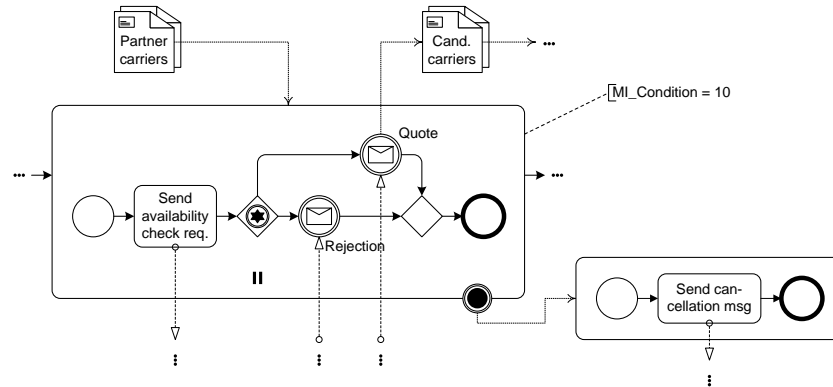 Partner
carriers
Cand.
carriers
...
MI_Condition = 10
Quote
...
...
Send
availability
check req.
Rejection
Send can-
cellation msg